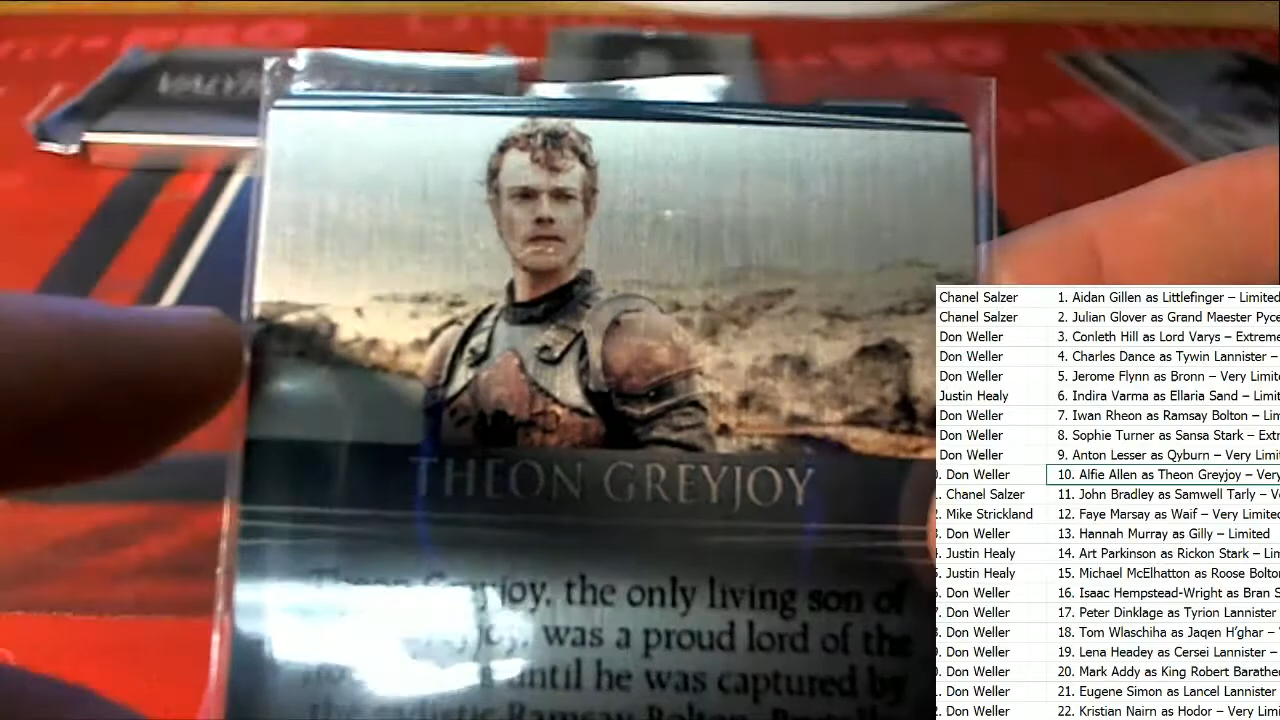 VALYR
THEON GREYJOY
Theon Greyjoy, the only living son of
was a proud lord of the
until he was captured by
Ramsay Bolton.
Chanel Salzer 1. Aidan Gillen as Littlefinger – Limited
Chanel Salzer 2. Julian Glover as Grand Maester Pyce
Don Weller 3. Conleth Hill as Lord Varys – Extreme
Don Weller 4. Charles Dance as Tywin Lannister –
Don Weller 5. Jerome Flynn as Bronn – Very Limite
Justin Healy 6. Indira Varma as Ellaria Sand – Limit
Don Weller 7. Iwan Rheon as Ramsay Bolton – Lim
Don Weller 8. Sophie Turner as Sansa Stark – Extr
Don Weller 9. Anton Lesser as Qyburn – Very Limit
Don Weller 10. Alfie Allen as Theon Greyjoy – Very
Chanel Salzer 11. John Bradley as Samwell Tarly – V
Mike Strickland 12. Faye Marsay as Waif – Very Limited
Don Weller 13. Hannah Murray as Gilly – Limited
Justin Healy 14. Art Parkinson as Rickon Stark – Lim
Justin Healy 15. Michael McElhatton as Roose Bolto
Don Weller 16. Isaac Hempstead-Wright as Bran S
Don Weller 17. Peter Dinklage as Tyrion Lannister
Don Weller 18. Tom Wlaschiha as Jaqen H'ghar –
Don Weller 19. Lena Headey as Cersei Lannister –
Don Weller 20. Mark Addy as King Robert Barathe
Don Weller 21. Eugene Simon as Lancel Lannister
Don Weller 22. Kristian Nairn as Hodor – Very Limi